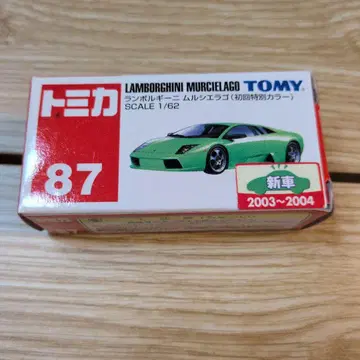 トミカ
87
LAMBORGHINI MURCIELAGO TOMY
ランボルギーニ ムルシエラゴ(初回特別カラー)
SCALE 1/62
新車
2003〜2004